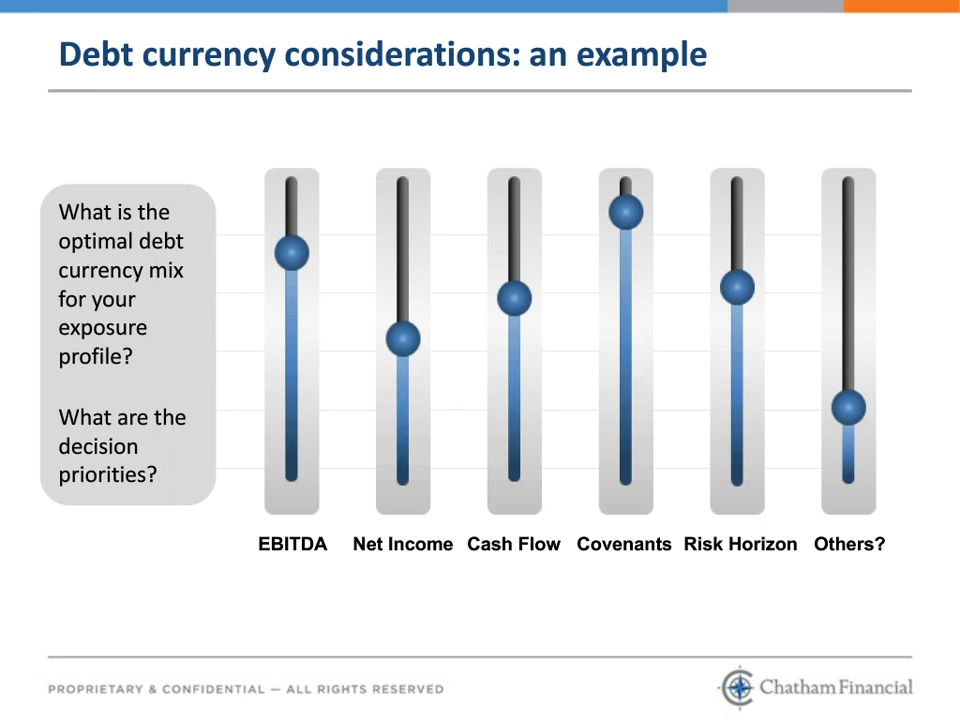 Debt currency considerations: an example
What is the
optimal debt
currency mix
for your
exposure
profile?
What are the
decision
priorities?
EBITDA Net Income Cash Flow Covenants Risk Horizon Others?
PROPRIETARY & CONFIDENTIAL — ALL RIGHTS RESERVED
Chatham Financial